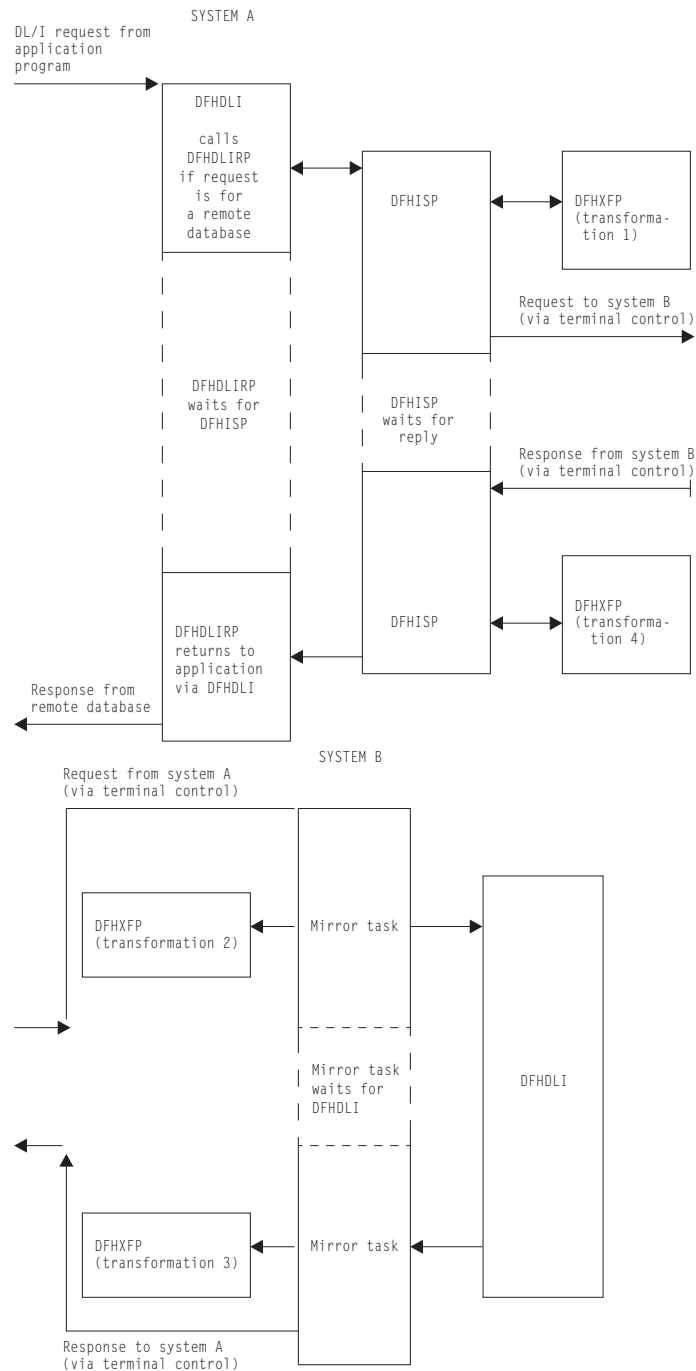 SYSTEM A
DL/I request from
application
program
DFHDLI
calls
DFHDLIRP
if request
is for
a remote
database
DFHISP
DFHXFP
(transforma-
tion 1)
Request to system B
(via terminal control)
DFHDLIRP
waits for
DFHISP
DFHISP
waits for
reply
Response from system B
(via terminal control)
DFHISP
DFHXFP
(transforma-
tion 4)
DFHDLIRP
returns to
application
via DFHDLI
Response from
remote database
SYSTEM B
Request from system A
(via terminal control)
DFHXFP
(transformation 2)
Mirror task
Mirror task
waits for
DFHDLI
DFHDLI
DFHXFP
(transformation 3)
Mirror task
Response to system A
(via terminal control)